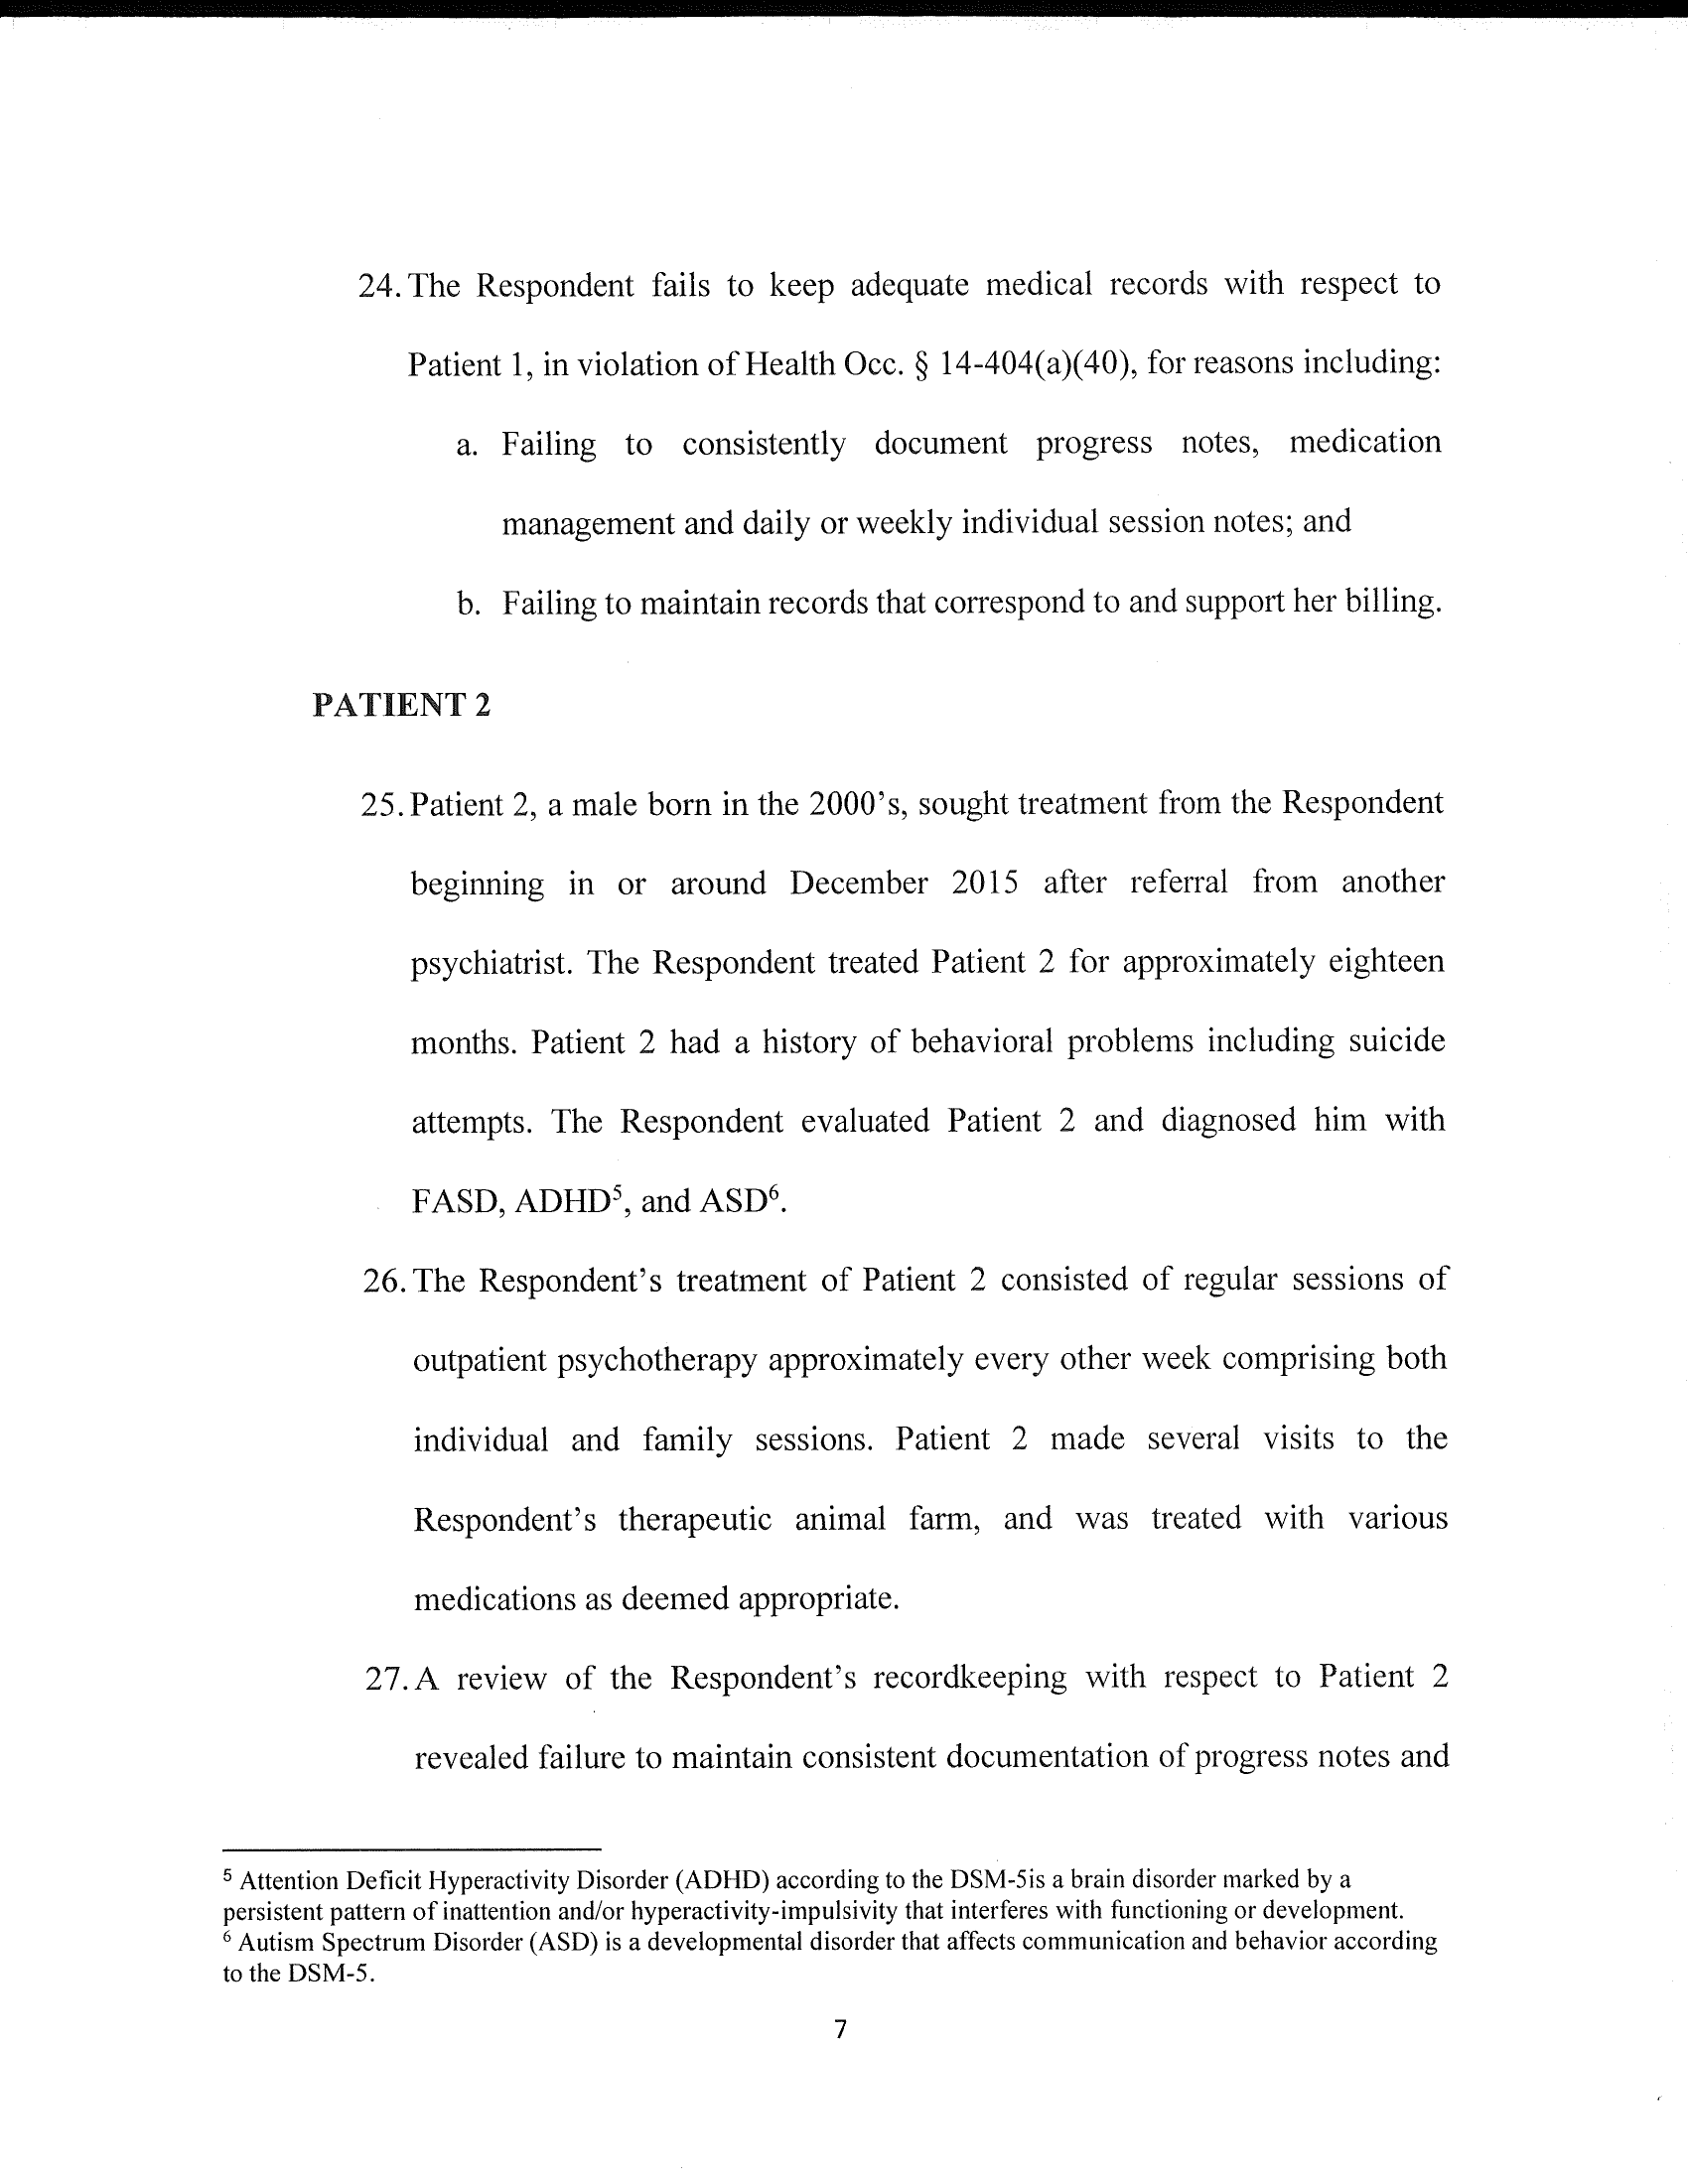 24. The Respondent fails to keep adequate medical records with respect to
Patient 1, in violation of Health Occ. § 14-404(a)(40), for reasons including:
a. Failing to consistently document progress notes, medication
management and daily or weekly individual session notes; and
b. Failing to maintain records that correspond to and support her billing.
PATIENT 2
25. Patient 2, a male born in the 2000's, sought treatment from the Respondent
beginning in or around December 2015 after referral from another
psychiatrist. The Respondent treated Patient 2 for approximately eighteen
months. Patient 2 had a history of behavioral problems including suicide
attempts. The Respondent evaluated Patient 2 and diagnosed him with
FASD, ADHD⁵, and ASD⁶.
26. The Respondent's treatment of Patient 2 consisted of regular sessions of
outpatient psychotherapy approximately every other week comprising both
individual and family sessions. Patient 2 made several visits to the
Respondent's therapeutic animal farm, and was treated with various
medications as deemed appropriate.
27. A review of the Respondent's recordkeeping with respect to Patient 2
revealed failure to maintain consistent documentation of progress notes and
⁵ Attention Deficit Hyperactivity Disorder (ADHD) according to the DSM-5is a brain disorder marked by a
persistent pattern of inattention and/or hyperactivity-impulsivity that interferes with functioning or development.
⁶ Autism Spectrum Disorder (ASD) is a developmental disorder that affects communication and behavior according
to the DSM-5.
7